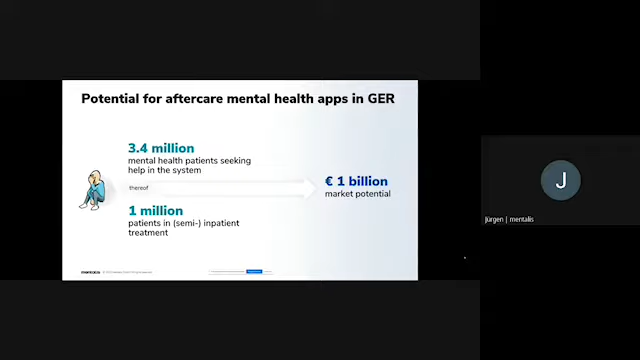 Potential for aftercare mental health apps in GER
3.4 million
mental health patients seeking
help in the system
thereof
€ 1 billion
market potential
1 million
patients in (semi-) inpatient
treatment
mentalis
J
Jürgen | mentalis